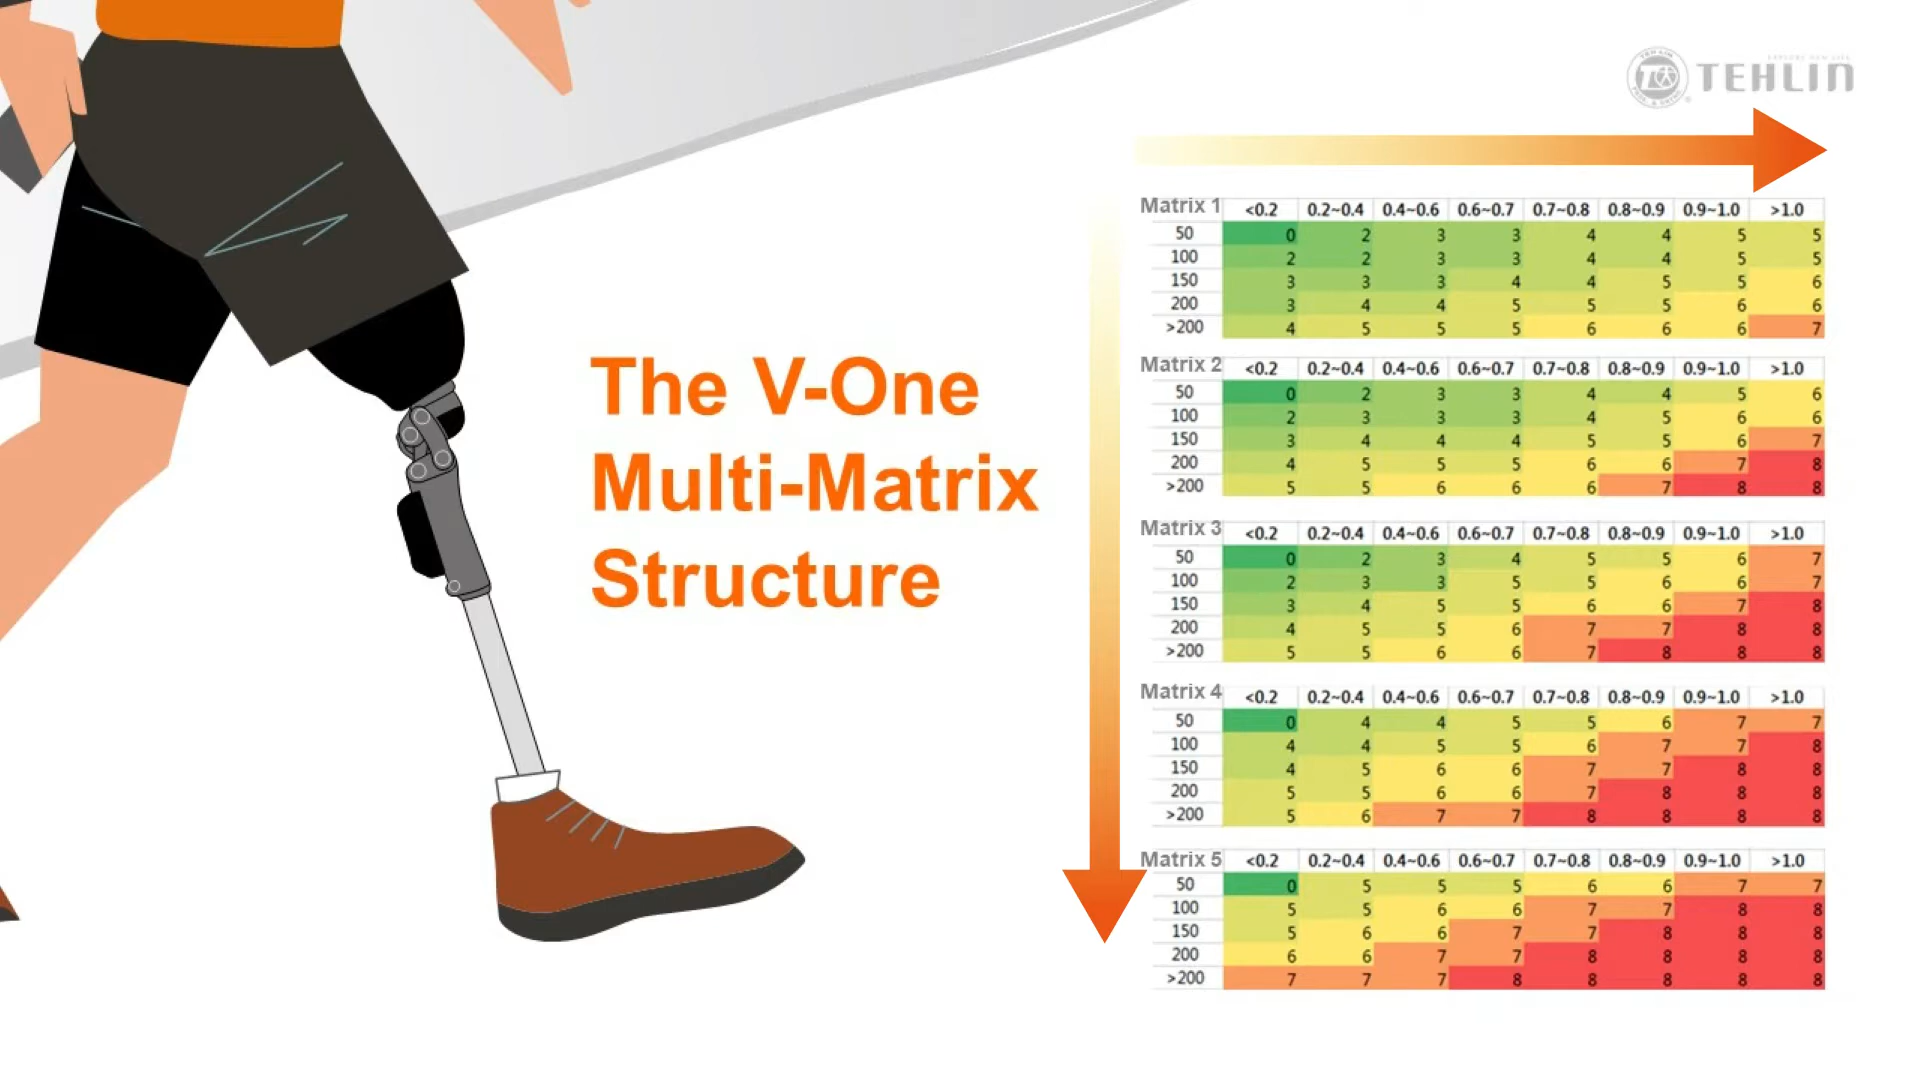 TEHLIN
The V-One
Multi-Matrix
Structure
Matrix 1 <0.2 0.2~0.4 0.4~0.6 0.6~0.7 0.7~0.8 0.8~0.9 0.9~1.0 >1.0
50 0 2 3 3 4 4 5 5
100 2 2 3 3 4 4 5 5
150 3 3 3 4 4 5 5 6
200 3 4 4 5 5 5 6 6
>200 4 5 5 5 6 6 6 7
Matrix 2 <0.2 0.2~0.4 0.4~0.6 0.6~0.7 0.7~0.8 0.8~0.9 0.9~1.0 >1.0
50 0 2 3 3 4 4 5 6
100 2 3 3 3 4 5 6 6
150 3 4 4 4 5 5 6 7
200 4 5 5 5 6 6 7 8
>200 5 5 6 6 6 7 8 8
Matrix 3 <0.2 0.2~0.4 0.4~0.6 0.6~0.7 0.7~0.8 0.8~0.9 0.9~1.0 >1.0
50 0 2 3 4 5 5 6 7
100 2 3 3 5 5 6 6 7
150 3 4 5 5 6 6 7 8
200 4 5 5 6 7 7 8 8
>200 5 5 6 6 7 8 8 8
Matrix 4 <0.2 0.2~0.4 0.4~0.6 0.6~0.7 0.7~0.8 0.8~0.9 0.9~1.0 >1.0
50 0 4 4 5 5 6 7 7
100 4 4 5 5 6 7 7 8
150 4 5 6 6 7 7 8 8
200 5 5 6 6 7 8 8 8
>200 5 6 7 7 8 8 8 8
Matrix 5 <0.2 0.2~0.4 0.4~0.6 0.6~0.7 0.7~0.8 0.8~0.9 0.9~1.0 >1.0
50 0 5 5 5 6 6 7 7
100 5 5 6 6 7 7 8 8
150 5 6 6 7 7 8 8 8
200 6 6 7 7 8 8 8 8
>200 7 7 7 8 8 8 8 8